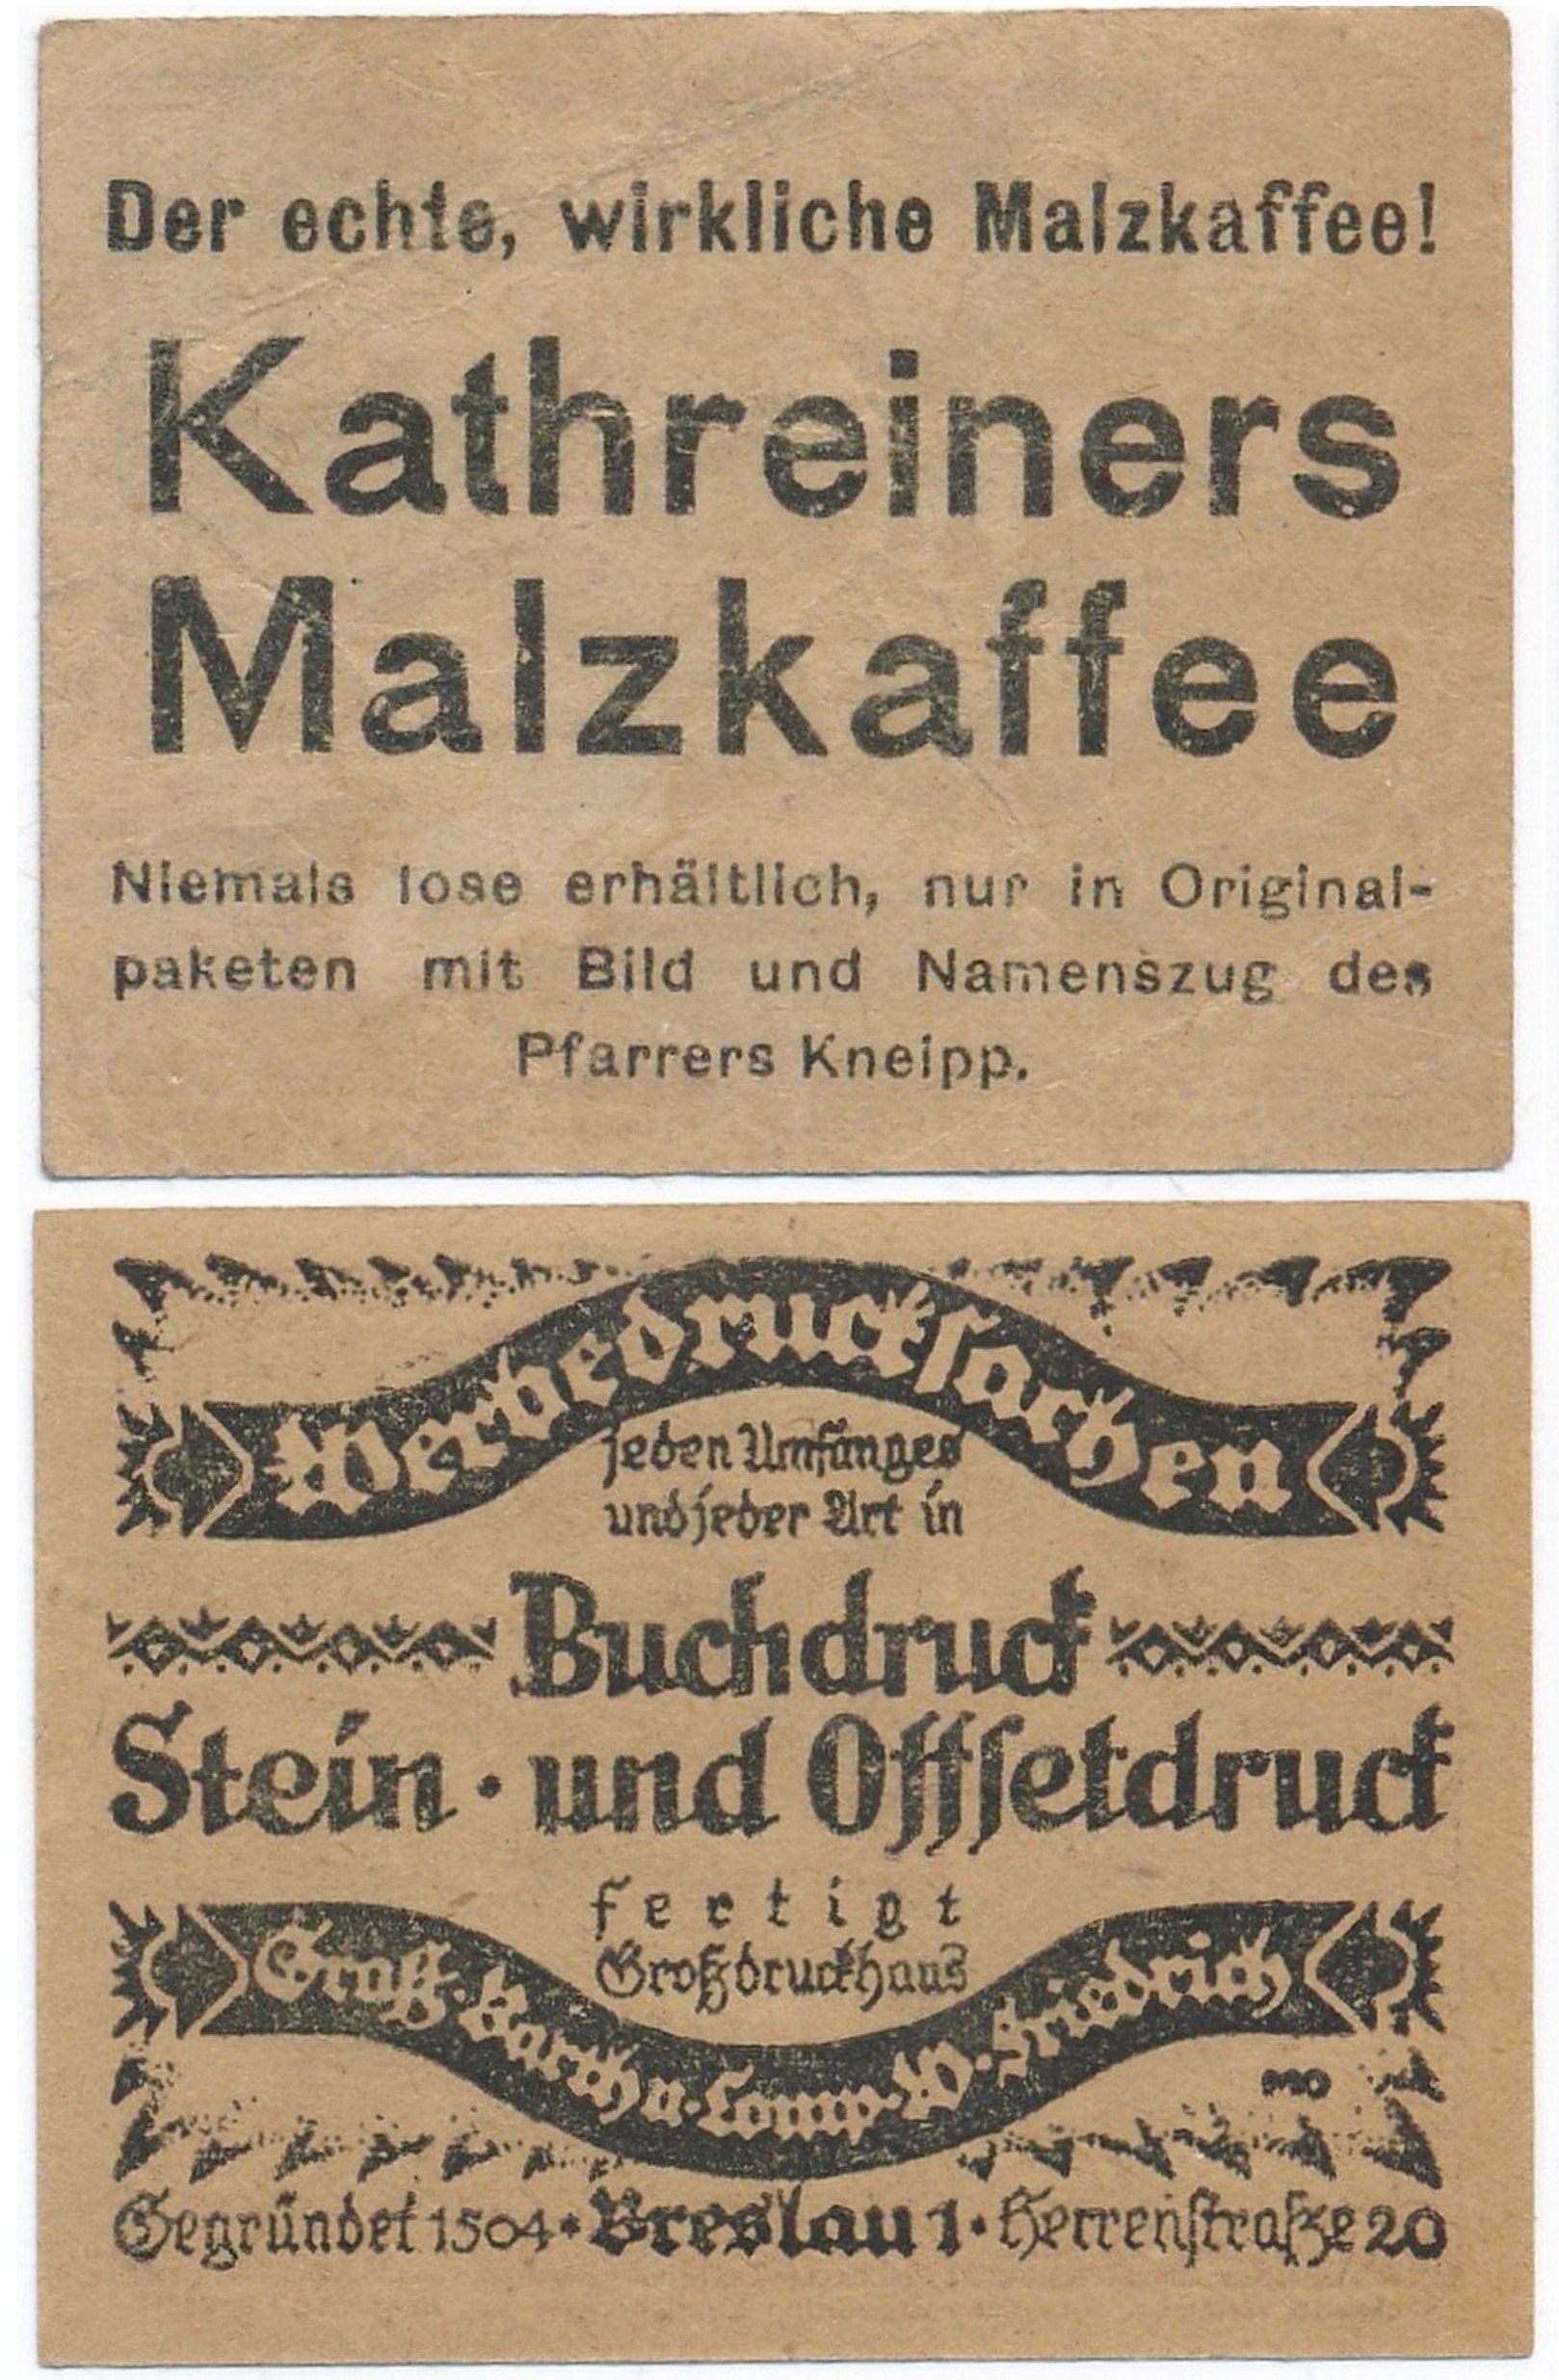 Der echte, wirkliche Malzkaffee!
Kathreiners
Malzkaffee
Niemals lose erhältlich, nur in Original-
paketen mit Bild und Namenszug des
Pfarrers Kneipp.
Werbedruckſachen
jeden Umfanges
und jeder Art in
Buchdruck
Stein- und Offſetdruck
fertigt
Großdruckhaus
Graß, Barth u. Comp. W. Friedrich
Gegründet 1504 • Breslau 1 • Herrenſtraße 20